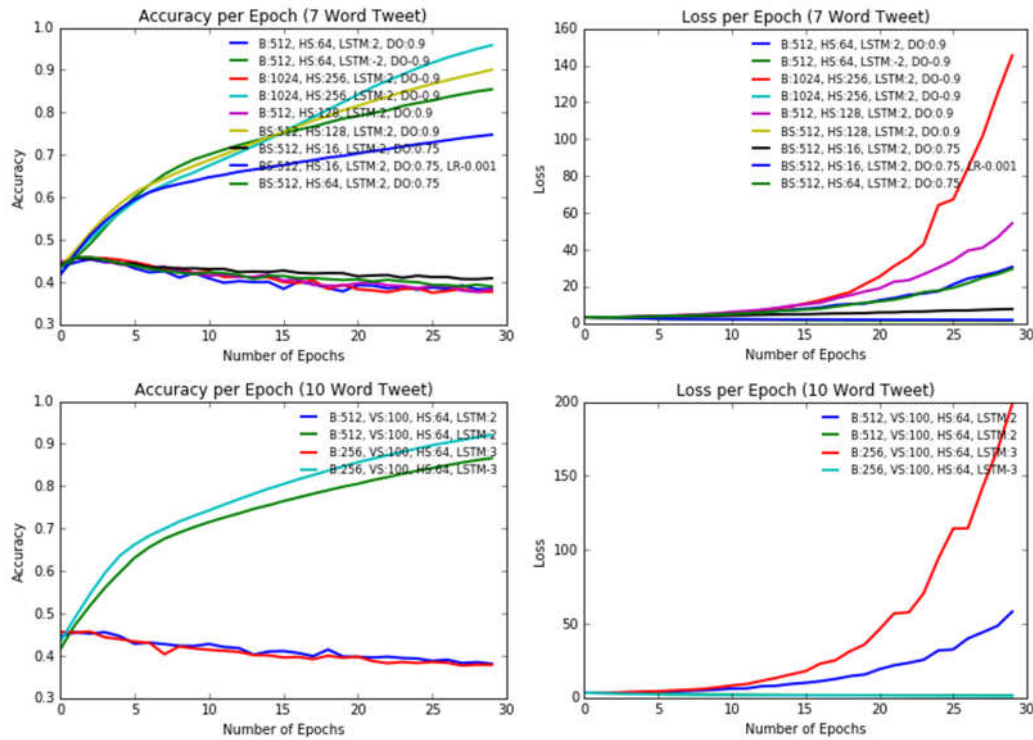 Accuracy per Epoch (7 Word Tweet)
1.0
0.9
0.8
0.7
0.6
0.5
0.4
0.3
Accuracy
B:512, HS:64, LSTM:2, DO:0.9
B:512, HS:64, LSTM:-2, DO-0.9
B:1024, HS:256, LSTM:2, DO-0.9
B:1024, HS:256, LSTM:2, DO-0.9
B:512, HS:128, LSTM:2, DO:0.9
BS:512, HS:128, LSTM:2, DO:0.9
BS:512, HS:16, LSTM:2, DO:0.75
BS:512, HS:16, LSTM:2, DO:0.75, LR-0.001
BS:512, HS:64, LSTM:2, DO:0.75
0 5 10 15 20 25 30
Number of Epochs
Loss per Epoch (7 Word Tweet)
160
140
120
100
80
60
40
20
0
Loss
B:512, HS:64, LSTM:2, DO:0.9
B:512, HS:64, LSTM:-2, DO-0.9
B:1024, HS:256, LSTM:2, DO-0.9
B:1024, HS:256, LSTM:2, DO-0.9
B:512, HS:128, LSTM:2, DO:0.9
BS:512, HS:128, LSTM:2, DO:0.9
BS:512, HS:16, LSTM:2, DO:0.75
BS:512, HS:16, LSTM:2, DO:0.75, LR-0.001
BS:512, HS:64, LSTM:2, DO:0.75
0 5 10 15 20 25 30
Number of Epochs
Accuracy per Epoch (10 Word Tweet)
1.0
0.9
0.8
0.7
0.6
0.5
0.4
0.3
Accuracy
B:512, VS:100, HS:64, LSTM:2
B:512, VS:100, HS:64, LSTM:2
B:256, VS:100, HS:64, LSTM:3
B:256, VS:100, HS:64, LSTM-3
0 5 10 15 20 25 30
Number of Epochs
Loss per Epoch (10 Word Tweet)
200
150
100
50
0
Loss
B:512, VS:100, HS:64, LSTM:2
B:512, VS:100, HS:64, LSTM:2
B:256, VS:100, HS:64, LSTM:3
B:256, VS:100, HS:64, LSTM-3
0 5 10 15 20 25 30
Number of Epochs